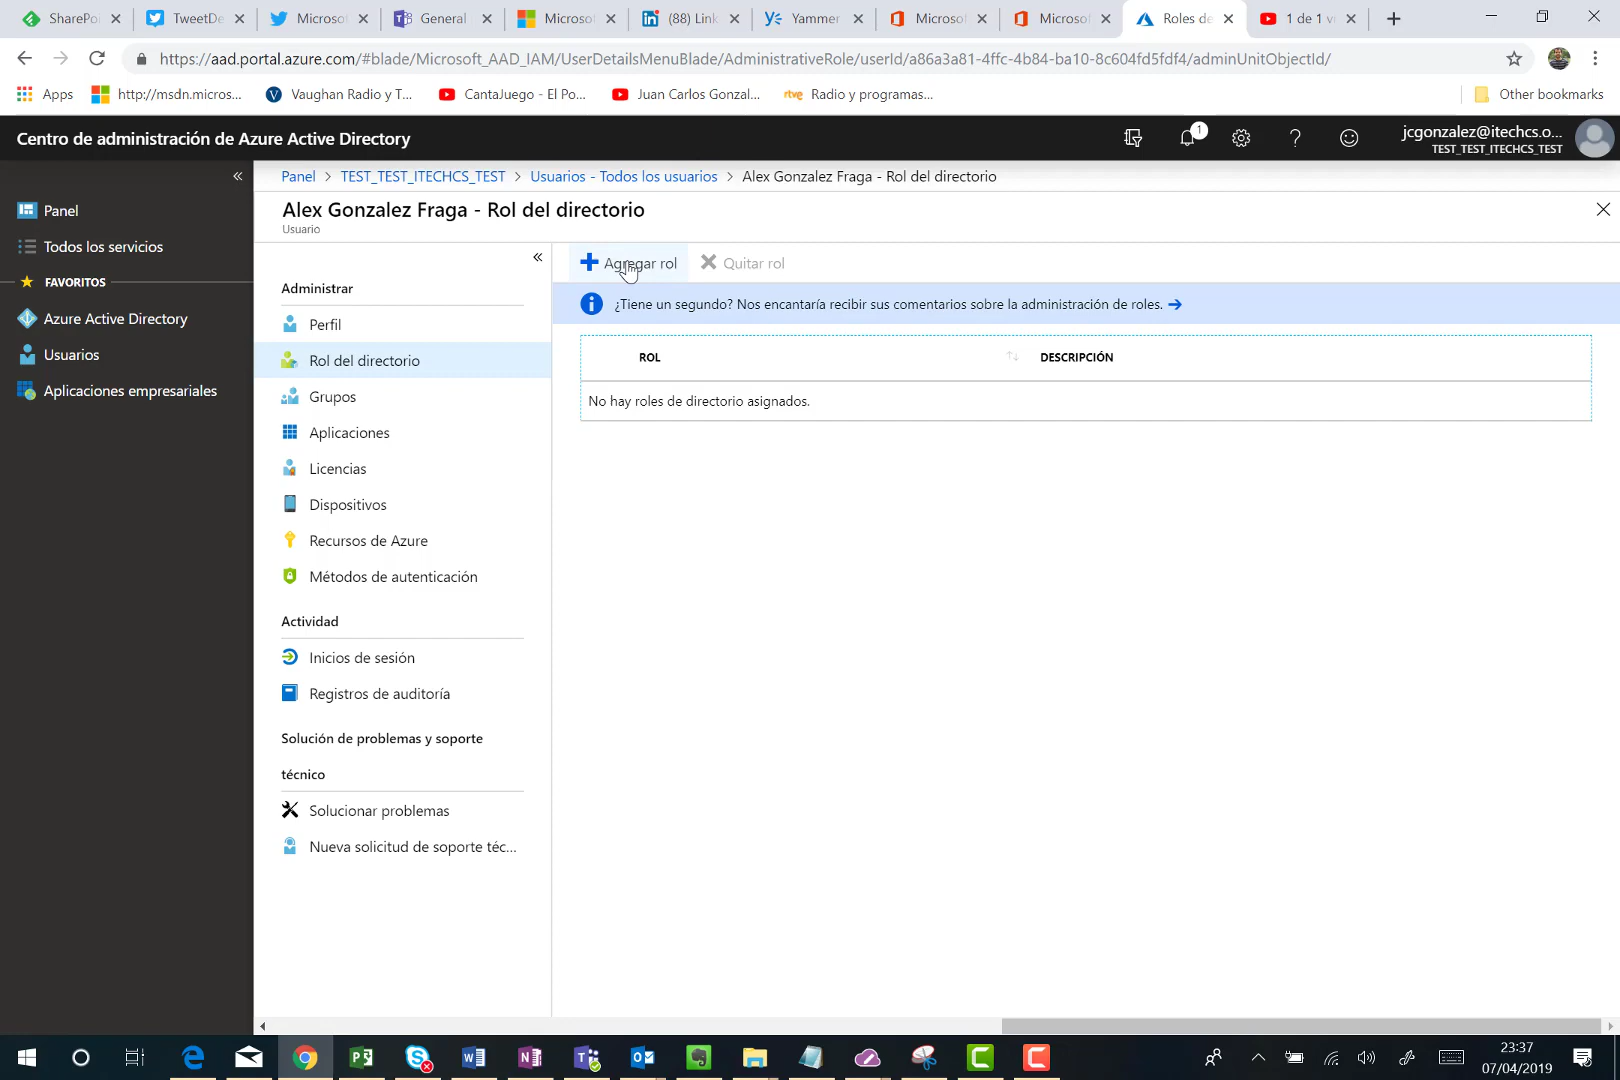 SharePoi
TweetDe
Microso
General
Microso
(88) Link
Yammer
Microso
Microso
Roles de
1 de 1 v
https://aad.portal.azure.com/#blade/Microsoft_AAD_IAM/UserDetailsMenuBlade/AdministrativeRole/userId/a86a3a81-4ffc-4b84-ba10-8c604fd5fdf4/adminUnitObjectId/
Apps
http://msdn.micros...
Vaughan Radio y T...
CantaJuego - El Po...
Juan Carlos Gonzal...
rtve Radio y programas...
Other bookmarks
Centro de administración de Azure Active Directory
1
jcgonzalez@itechcs.o...
TEST_TEST_ITECHCS_TEST
Panel > TEST_TEST_ITECHCS_TEST > Usuarios - Todos los usuarios > Alex Gonzalez Fraga - Rol del directorio
Panel
Todos los servicios
FAVORITOS
Azure Active Directory
Usuarios
Aplicaciones empresariales
Alex Gonzalez Fraga - Rol del directorio
Usuario
Administrar
Perfil
Rol del directorio
Grupos
Aplicaciones
Licencias
Dispositivos
Recursos de Azure
Métodos de autenticación
Actividad
Inicios de sesión
Registros de auditoría
Solución de problemas y soporte
técnico
Solucionar problemas
Nueva solicitud de soporte téc...
Agregar rol
Quitar rol
¿Tiene un segundo? Nos encantaría recibir sus comentarios sobre la administración de roles.
ROL
DESCRIPCIÓN
No hay roles de directorio asignados.
23:37
07/04/2019